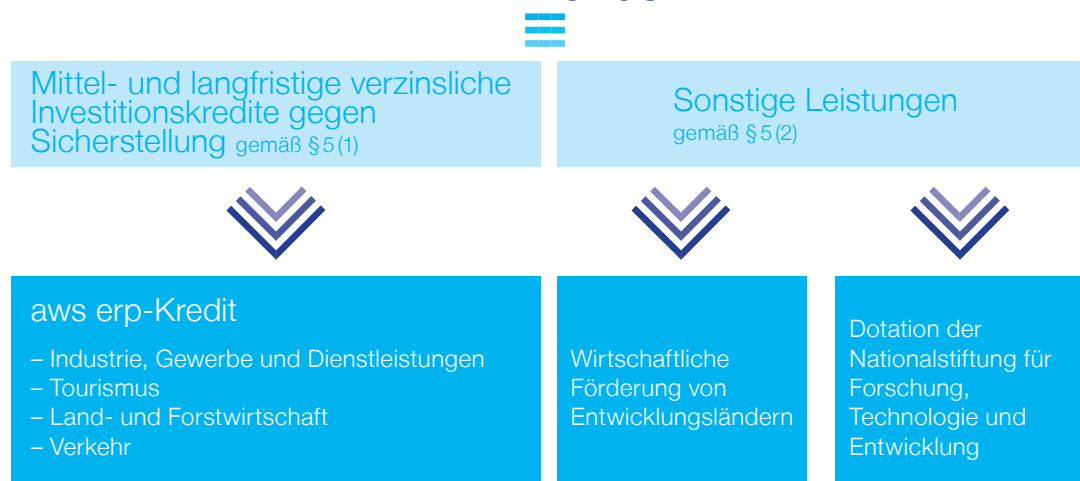 Mittel- und langfristige verzinsliche
Investitionskredite gegen
Sicherstellung gemäß § 5 (1)
Sonstige Leistungen
gemäß § 5 (2)
aws erp-Kredit
– Industrie, Gewerbe und Dienstleistungen
– Tourismus
– Land- und Forstwirtschaft
– Verkehr
Wirtschaftliche
Förderung von
Entwicklungsländern
Dotation der
Nationalstiftung für
Forschung,
Technologie und
Entwicklung